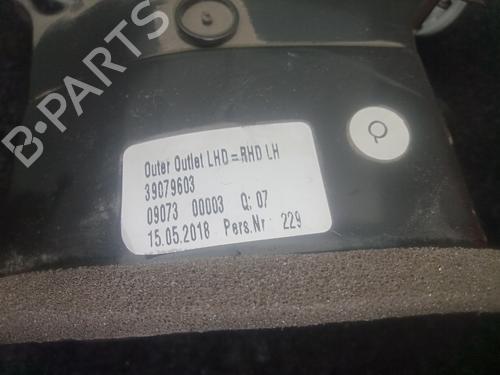 B-PARTS
Outer Outlet LHD = RHD LH
39079603
09073 00003 Q: 07
15.05.2018 Pers.Nr : 229
Q